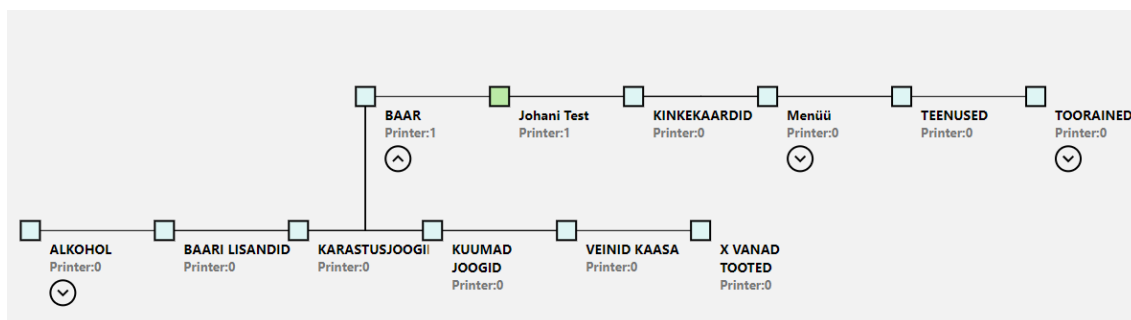 BAAR
Printer:1
Johani Test
Printer:1
KINKEKAARDID
Printer:0
Menüü
Printer:0
TEENUSED
Printer:0
TOORAINED
Printer:0
ALKOHOL
Printer:0
BAARI LISANDID
Printer:0
KARASTUSJOOGI
Printer:0
KUUMAD
JOOGID
Printer:0
VEINID KAASA
Printer:0
X VANAD
TOOTED
Printer:0